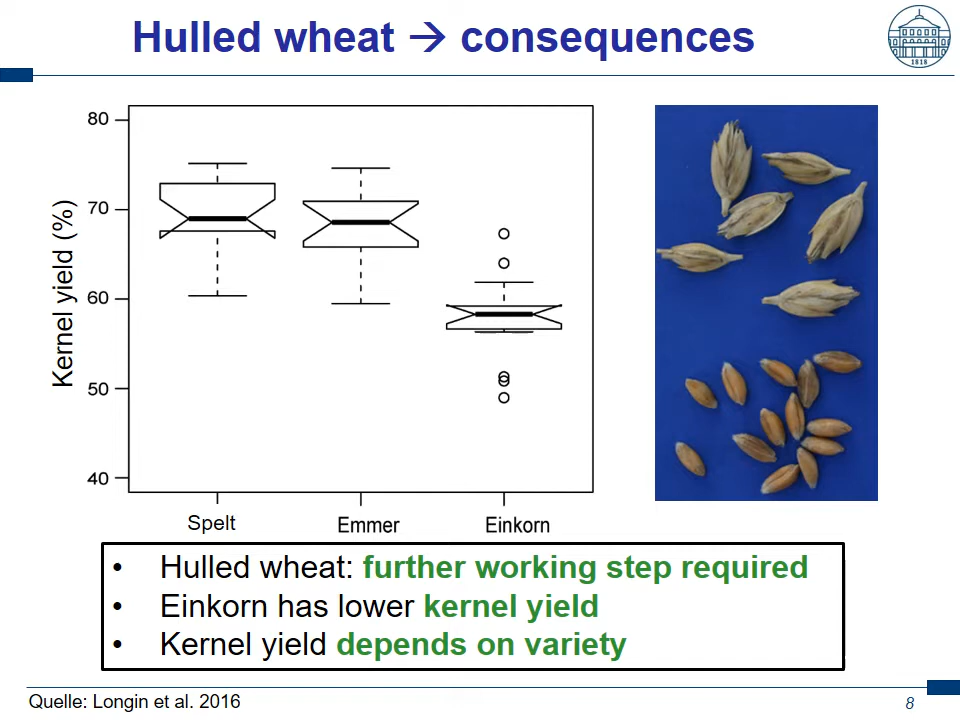 Hulled wheat → consequences
1818
Kernel yield (%)
80
70
60
50
40
Spelt
Emmer
Einkorn
• Hulled wheat: further working step required
• Einkorn has lower kernel yield
• Kernel yield depends on variety
Quelle: Longin et al. 2016
8